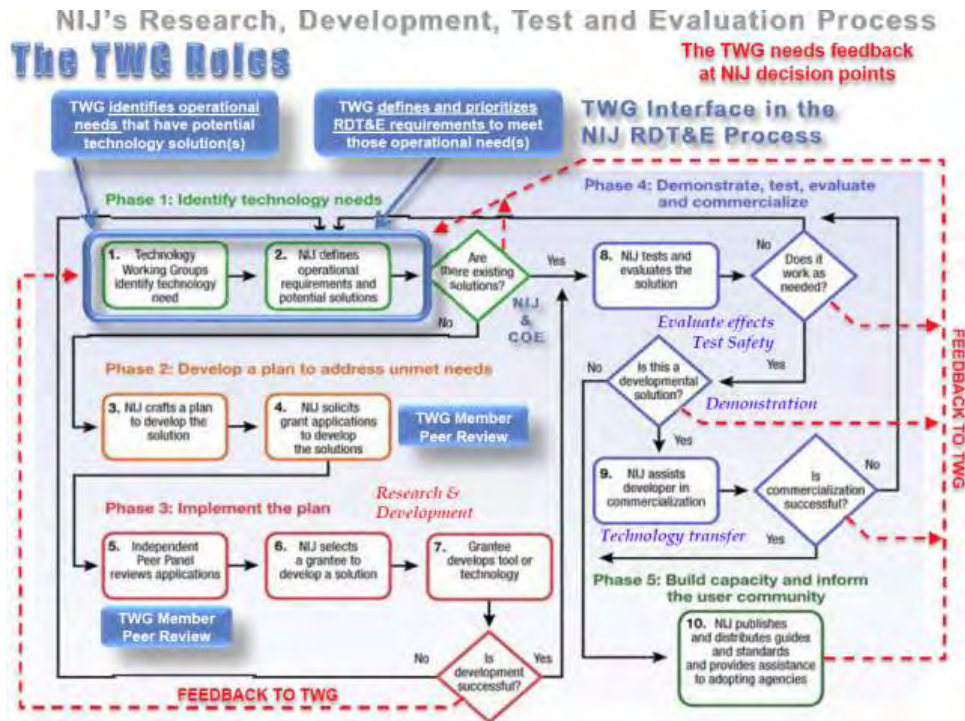 NIJ's Research, Development, Test and Evaluation Process
The TWG Roles
The TWG needs feedback
at NIJ decision points
TWG identifies operational
needs that have potential
technology solution(s)
TWG defines and prioritizes
RDT&E requirements to meet
those operational need(s)
TWG Interface in the
NIJ RDT&E Process
Phase 1: Identify technology needs
1. Technology
Working Groups
identify technology
need
2. NIJ defines
operational
requirements and
potential solutions
Are
there existing
solutions?
Yes
No
NIJ
&
COE
Phase 2: Develop a plan to address unmet needs
3. NIJ crafts a plan
to develop the
solution
4. NIJ solicits
grant applications
to develop
the solutions
TWG Member
Peer Review
Research &
Development
Phase 3: Implement the plan
5. Independent
Peer Panel
reviews applications
6. NIJ selects
a grantee to
develop a solution
7. Grantee
develops tool or
technology
TWG Member
Peer Review
No
Is
development
successful?
Yes
FEEDBACK TO TWG
Phase 4: Demonstrate, test, evaluate
and commercialize
8. NIJ tests and
evaluates the
solution
No
Does it
work as
needed?
Evaluate effects
Test Safety
Yes
No
Is this a
developmental
solution?
Demonstration
Yes
9. NIJ assists
developer in
commercialization
Is
commercialization
successful?
No
Technology transfer
Yes
Phase 5: Build capacity and inform
the user community
10. NIJ publishes
and distributes guides
and standards
and provides assistance
to adopting agencies
FEEDBACK TO TWG